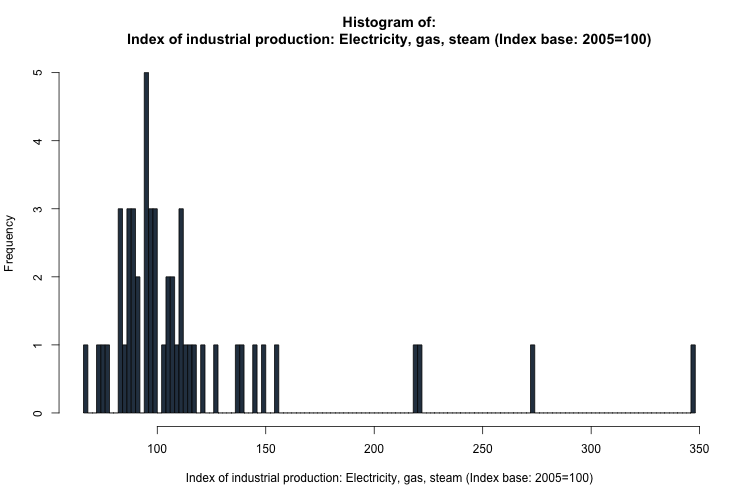 Histogram of:
Index of industrial production: Electricity, gas, steam (Index base: 2005=100)
5
4
3
2
1
0
Frequency
100 150 200 250 300 350
Index of industrial production: Electricity, gas, steam (Index base: 2005=100)